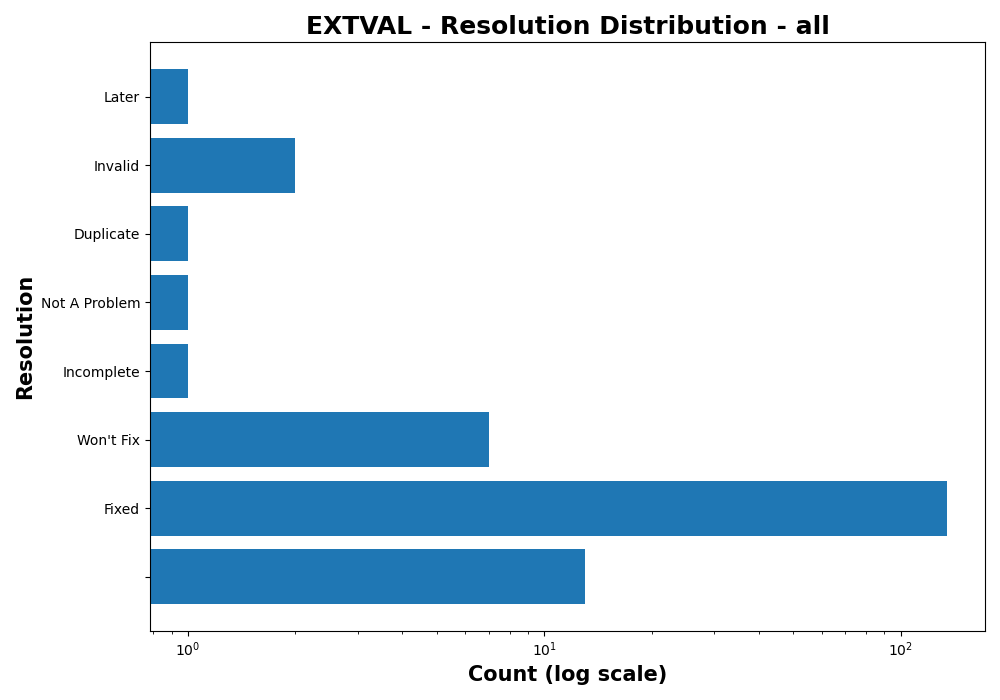 EXTVAL - Resolution Distribution - all
Later
Invalid
Duplicate
Not A Problem
Incomplete
Won't Fix
Fixed
Resolution
10⁰
10¹
10²
Count (log scale)